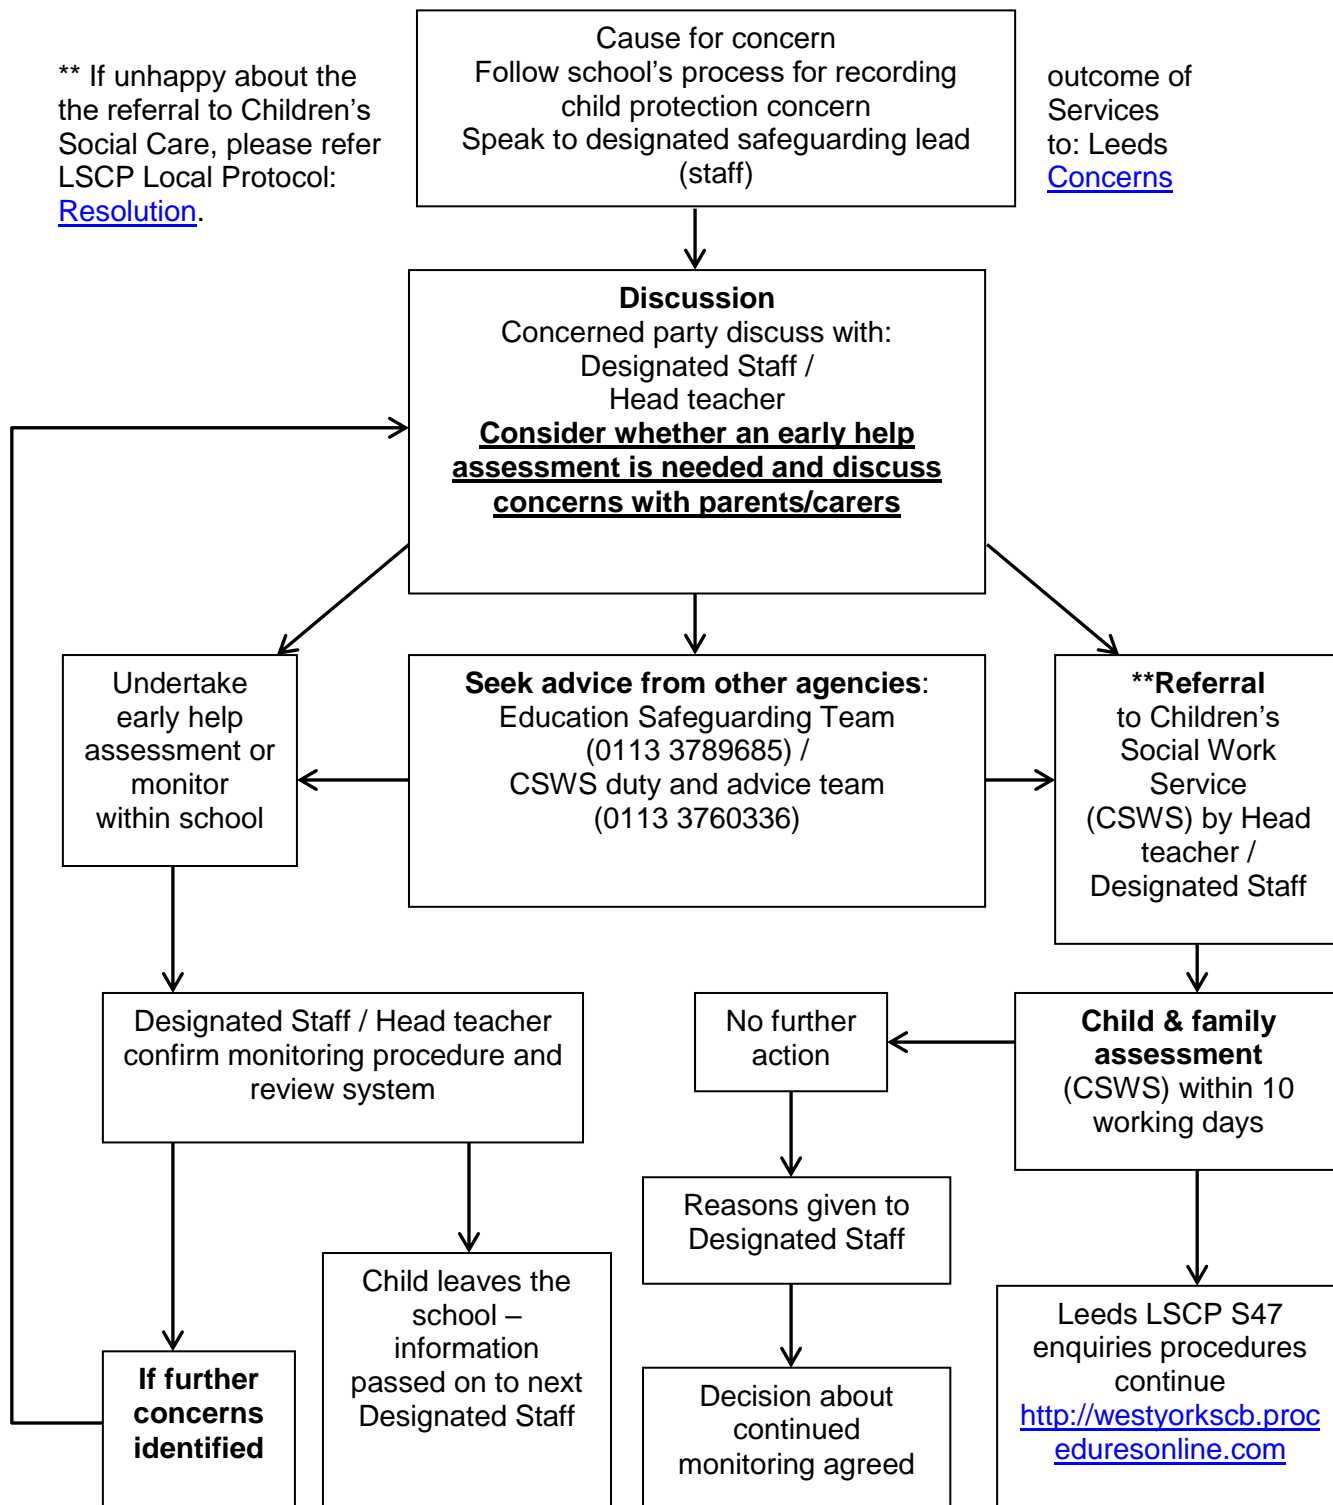 Cause for concern
Follow school’s process for recording
child protection concern
Speak to designated safeguarding lead
(staff)
** If unhappy about the outcome of
the referral to Children’s Services
Social Care, please refer to: Leeds
LSCP Local Protocol: Concerns
Resolution.
Discussion
Concerned party discuss with:
Designated Staff /
Head teacher
Consider whether an early help
assessment is needed and discuss
concerns with parents/carers
Undertake
early help
assessment or
monitor
within school
Seek advice from other agencies:
Education Safeguarding Team
(0113 3789685) /
CSWS duty and advice team
(0113 3760336)
**Referral
to Children’s
Social Work
Service
(CSWS) by Head
teacher /
Designated Staff
Designated Staff / Head teacher
confirm monitoring procedure and
review system
No further
action
Child & family
assessment
(CSWS) within 10
working days
Reasons given to
Designated Staff
If further
concerns
identified
Child leaves the
school –
information
passed on to next
Designated Staff
Decision about
continued
monitoring agreed
Leeds LSCP S47
enquiries procedures
continue
http://westyorkscb.proc
eduresonline.com